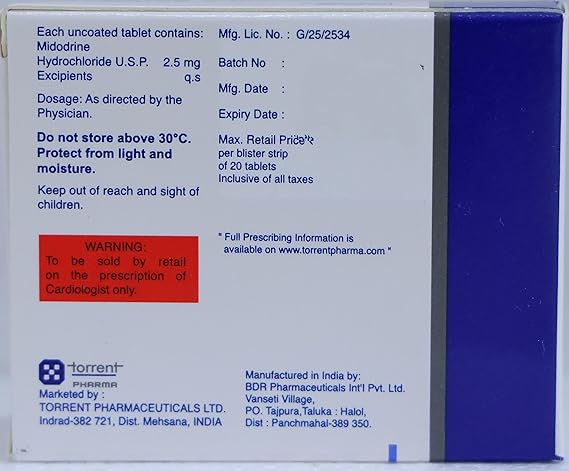 Each uncoated tablet contains:
Midodrine
Hydrochloride U.S.P. 2.5 mg
Excipients q.s
Dosage: As directed by the
Physician.
Do not store above 30°C.
Protect from light and
moisture.
Keep out of reach and sight of
children.
WARNING:
To be sold by retail
on the prescription of
Cardiologist only.
torrent
PHARMA
Marketed by :
TORRENT PHARMACEUTICALS LTD.
Indrad-382 721, Dist. Mehsana, INDIA
Mfg. Lic. No. : G/25/2534
Batch No :
Mfg. Date :
Expiry Date :
Max. Retail Price
per blister strip
of 20 tablets
Inclusive of all taxes
" Full Prescribing Information is
available on www.torrentpharma.com "
Manufactured in India by:
BDR Pharmaceuticals Int'l Pvt. Ltd.
Vanseti Village,
PO. Tajpura,Taluka : Halol,
Dist : Panchmahal-389 350.